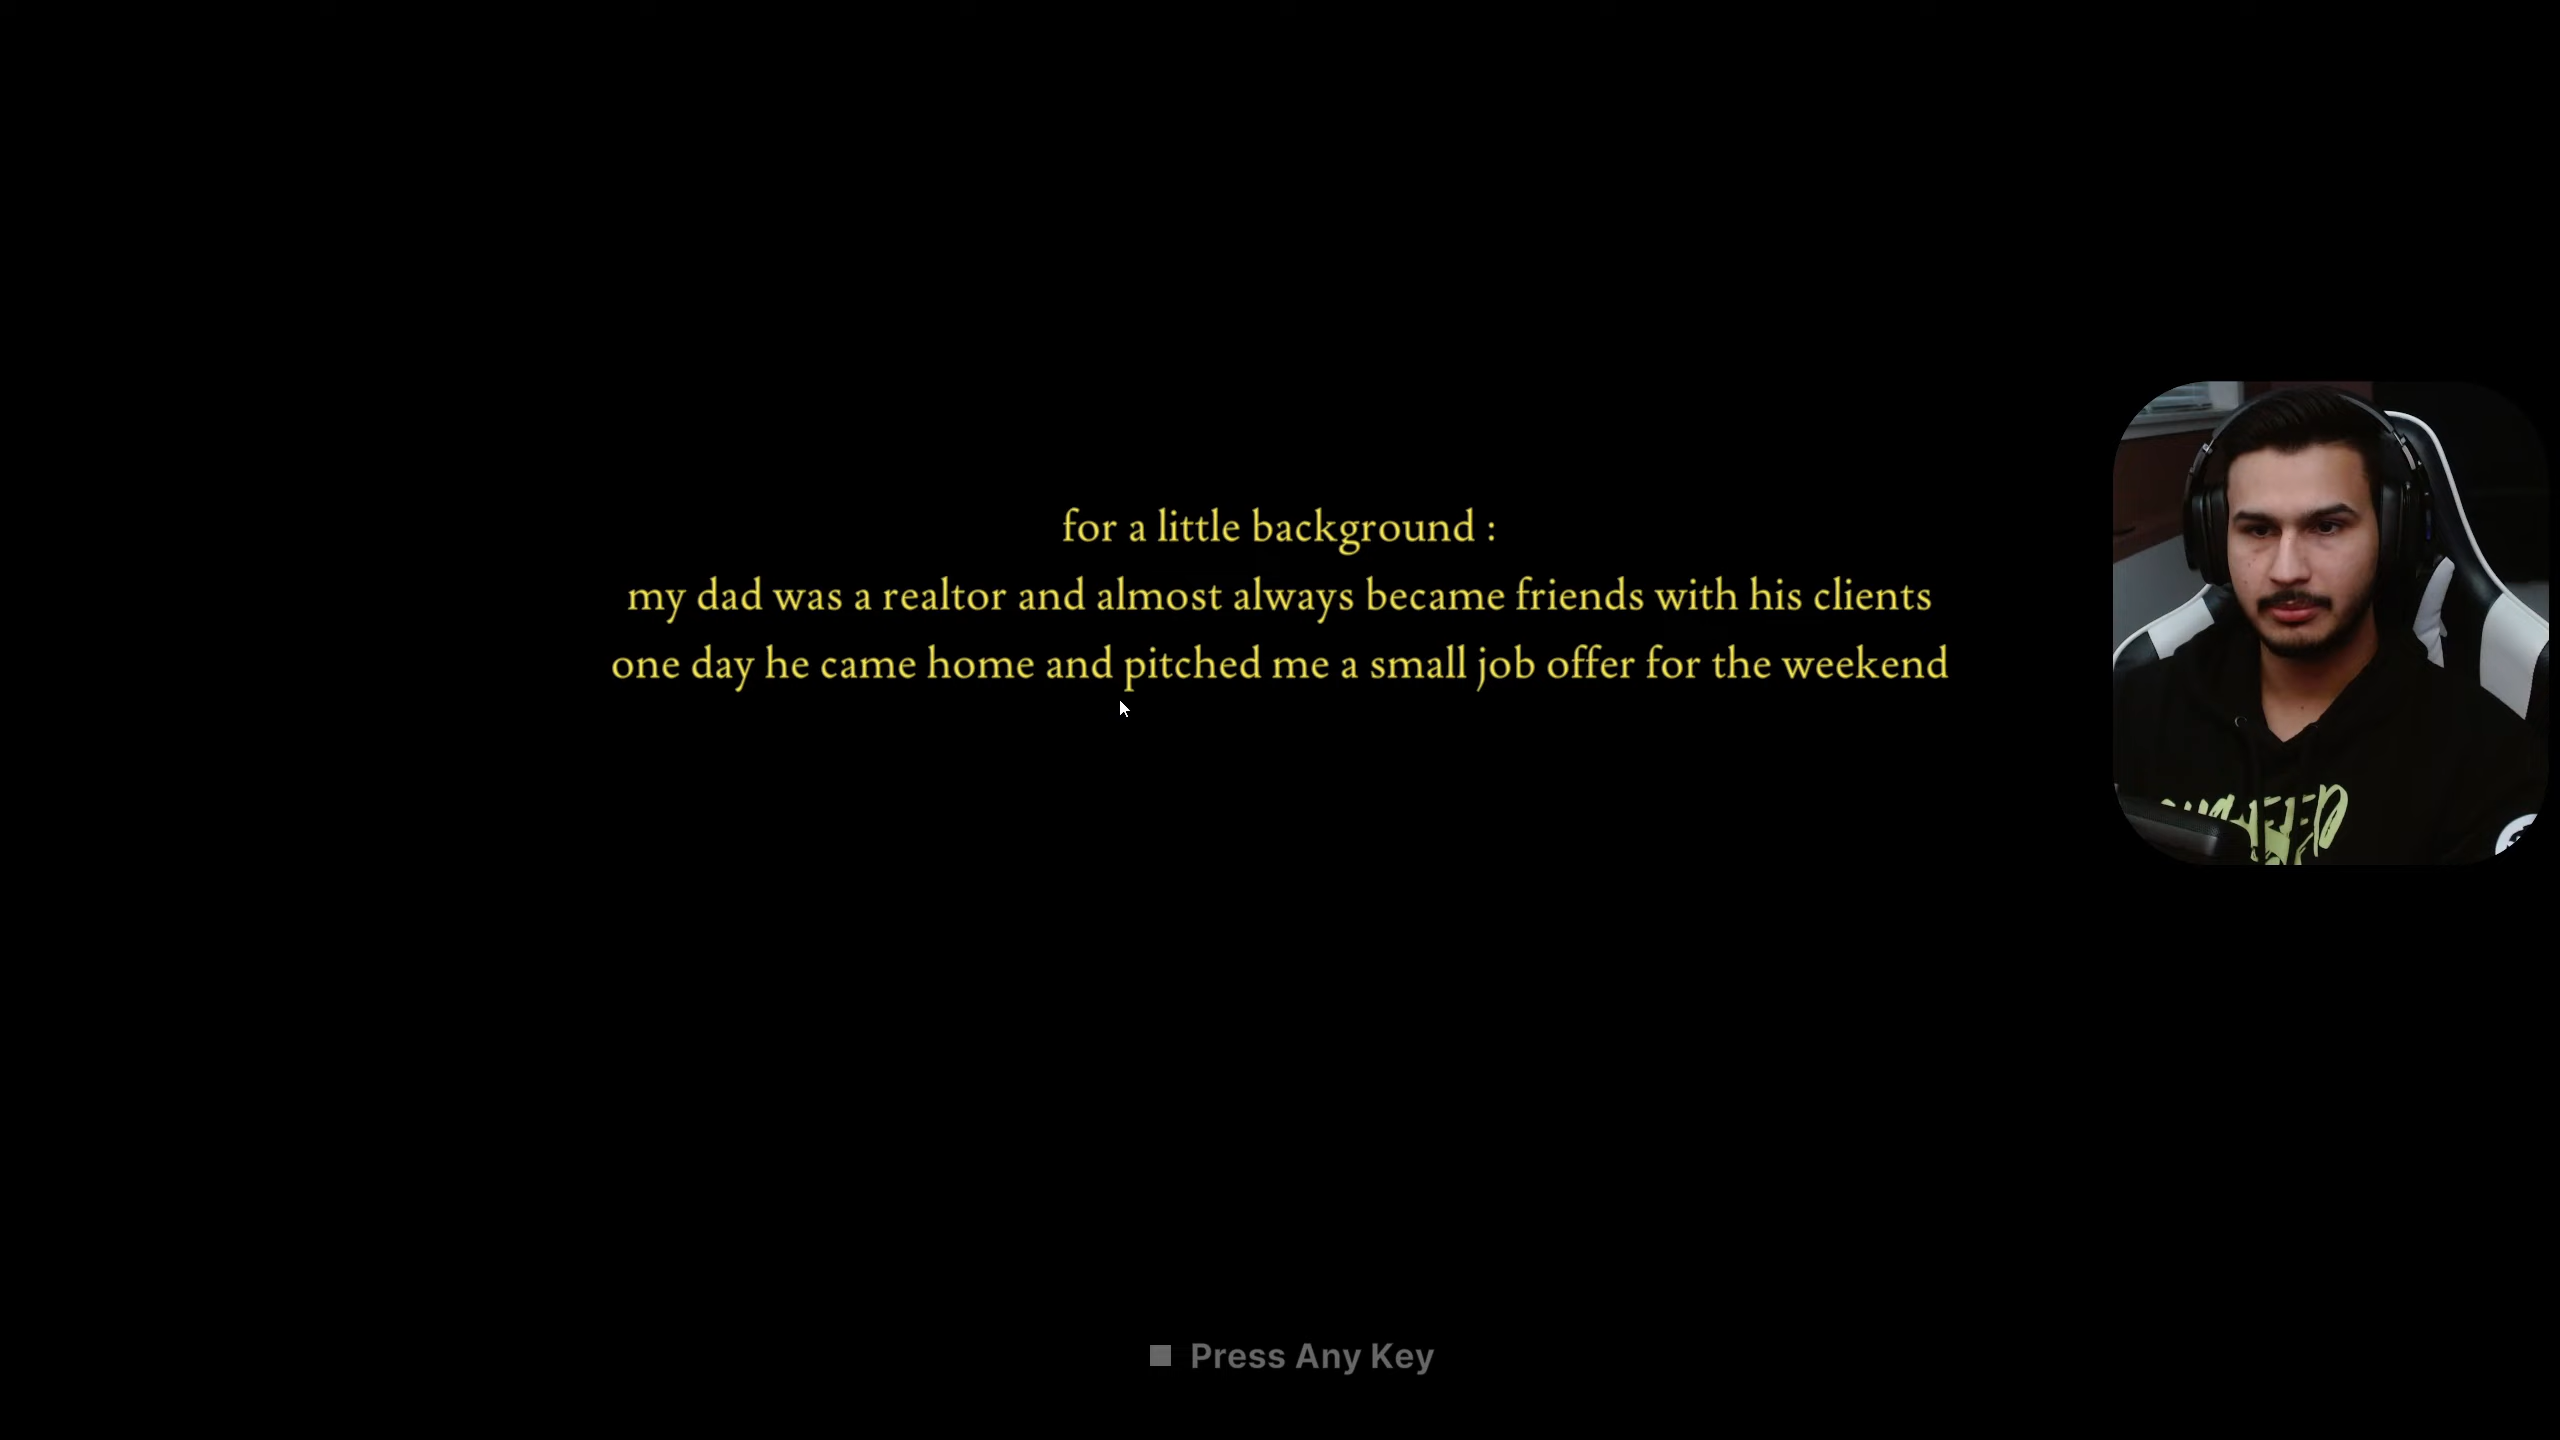 for a little background :
my dad was a realtor and almost always became friends with his clients
one day he came home and pitched me a small job offer for the weekend
Press Any Key